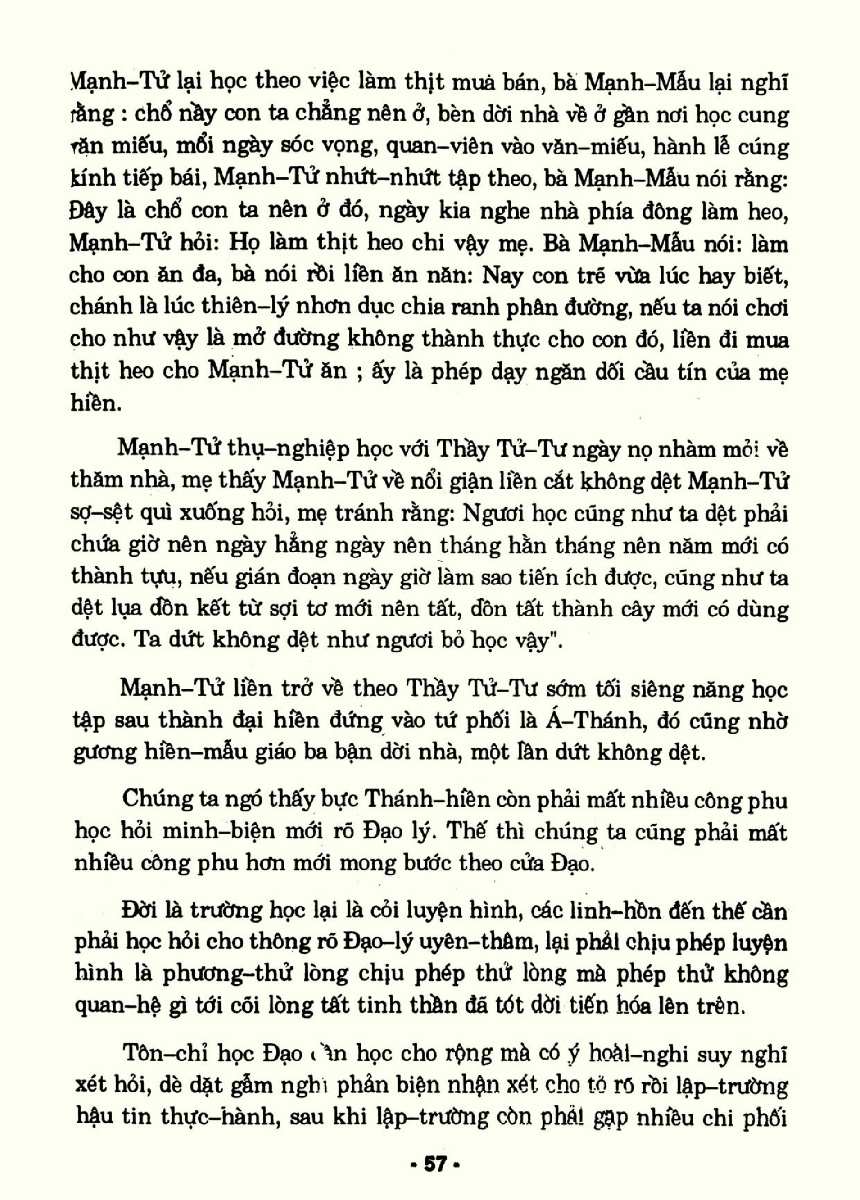 Mạnh–Tử lại học theo việc làm thịt mua bán, bà Mạnh–Mẫu lại nghĩ
rằng : chổ nầy con ta chẳng nên ở, bèn dời nhà về ở gần nơi học cung
văn miếu, mổi ngày sóc vọng, quan–viên vào văn–miếu, hành lễ cúng
kính tiếp bái, Mạnh–Tử nhứt–nhứt tập theo, bà Mạnh–Mẫu nói rằng:
Đây là chổ con ta nên ở đó, ngày kia nghe nhà phía đông làm heo,
Mạnh–Tử hỏi: Họ làm thịt heo chi vậy mẹ. Bà Mạnh–Mẫu nói: làm
cho con ăn đa, bà nói rồi liền ăn năn: Nay con trẻ vừa lúc hay biết,
chánh là lúc thiên–lý nhơn dục chia ranh phân đường, nếu ta nói chơi
cho như vậy là mở đường không thành thực cho con đó, liền đi mua
thịt heo cho Mạnh–Tử ăn ; ấy là phép dạy ngăn dối cầu tín của mẹ
hiền.
Mạnh–Tử thụ–nghiệp học với Thầy Tử–Tư ngày nọ nhàm mỏi về
thăm nhà, mẹ thấy Mạnh–Tử về nổi giận liền cắt không dệt Mạnh–Tử
sợ–sệt quì xuống hỏi, mẹ tránh rằng: Ngươi học cũng như ta dệt phải
chứa giờ nên ngày hằng ngày nên tháng hằn tháng nên năm mới có
thành tựu, nếu gián đoạn ngày giờ làm sao tiến ích được, cũng như ta
dệt lụa dồn kết từ sợi tơ mới nên tất, dồn tất thành cây mới có dùng
được. Ta dứt không dệt như ngươi bỏ học vậy".
Mạnh–Tử liền trở về theo Thầy Tử–Tư sớm tối siêng năng học
tập sau thành đại hiền đứng vào tứ phối là Á–Thánh, đó cũng nhờ
gương hiền–mẫu giáo ba bận dời nhà, một lần dứt không dệt.
Chúng ta ngó thấy bực Thánh–hiền còn phải mất nhiều công phu
học hỏi minh–biện mới rõ Đạo lý. Thế thì chúng ta cũng phải mất
nhiều công phu hơn mới mong bước theo cửa Đạo.
Đời là trường học lại là cỏi luyện hình, các linh–hồn đến thế cần
phải học hỏi cho thông rõ Đạo–lý uyên–thâm, lại phải chịu phép luyện
hình là phương–thử lòng chịu phép thử lòng mà phép thử không
quan–hệ gì tới cõi lòng tất tinh thần đã tót dời tiến hóa lên trên.
Tôn–chỉ học Đạo cần học cho rộng mà có ý hoài–nghi suy nghĩ
xét hỏi, dè dặt gẫm nghĩ phản biện nhận xét cho tỏ rõ rồi lập–trường
hậu tin thực–hành, sau khi lập–trường còn phải gặp nhiều chi phối
• 57 •